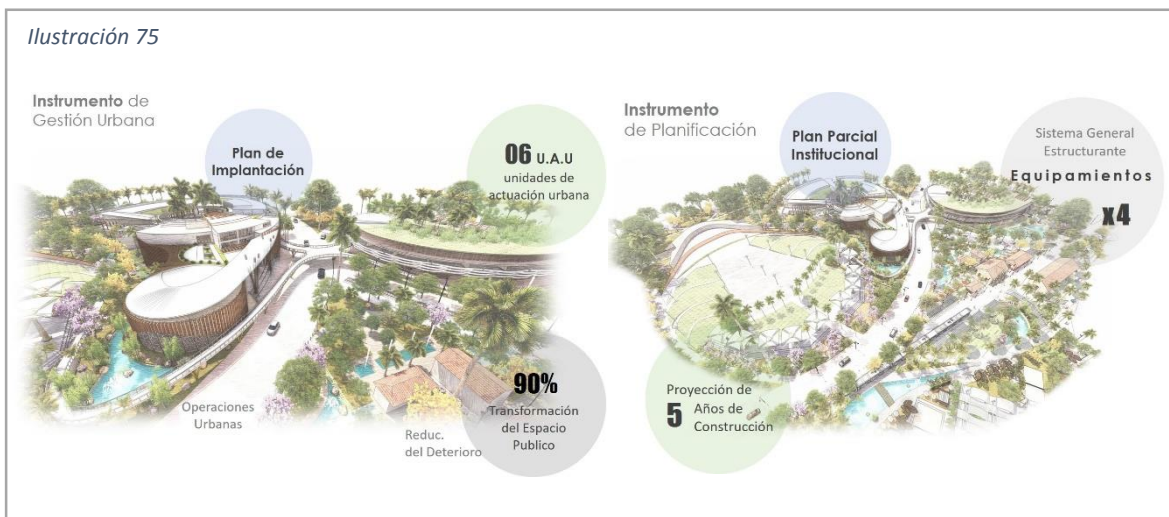 Ilustración 75
Instrumento de
Gestión Urbana
Plan de
Implantación
06 U.A.U
unidades de
actuación urbana
Operaciones
Urbanas
Reduc.
del Deterioro
90%
Transformación
del Espacio
Publico
Instrumento
de Planificación
Plan Parcial
Institucional
Sistema General
Estructurante
Equipamientos
x4
Proyección de
5 Años de
Construcción